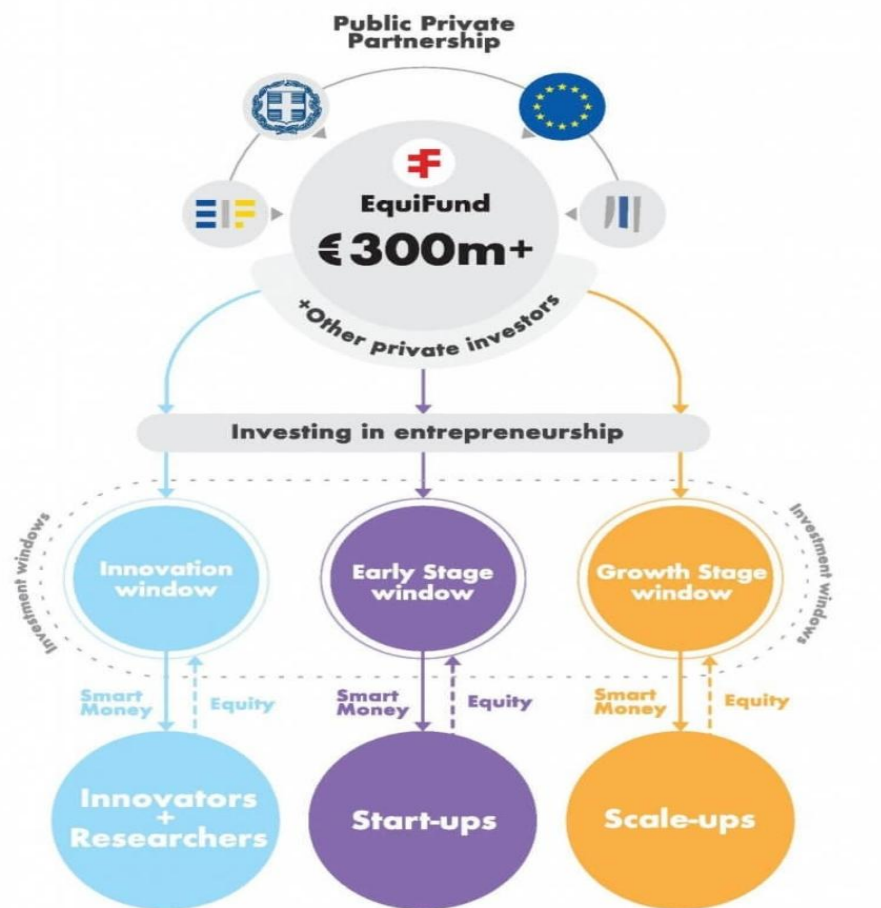 Public Private
Partnership
EIF
EquiFund
€300m+
+Other private investors
Investing in entrepreneurship
Investment windows
Investment windows
Innovation
window
Early Stage
window
Growth Stage
window
Smart
Money
Equity
Smart
Money
Equity
Smart
Money
Equity
Innovators
+
Researchers
Start-ups
Scale-ups